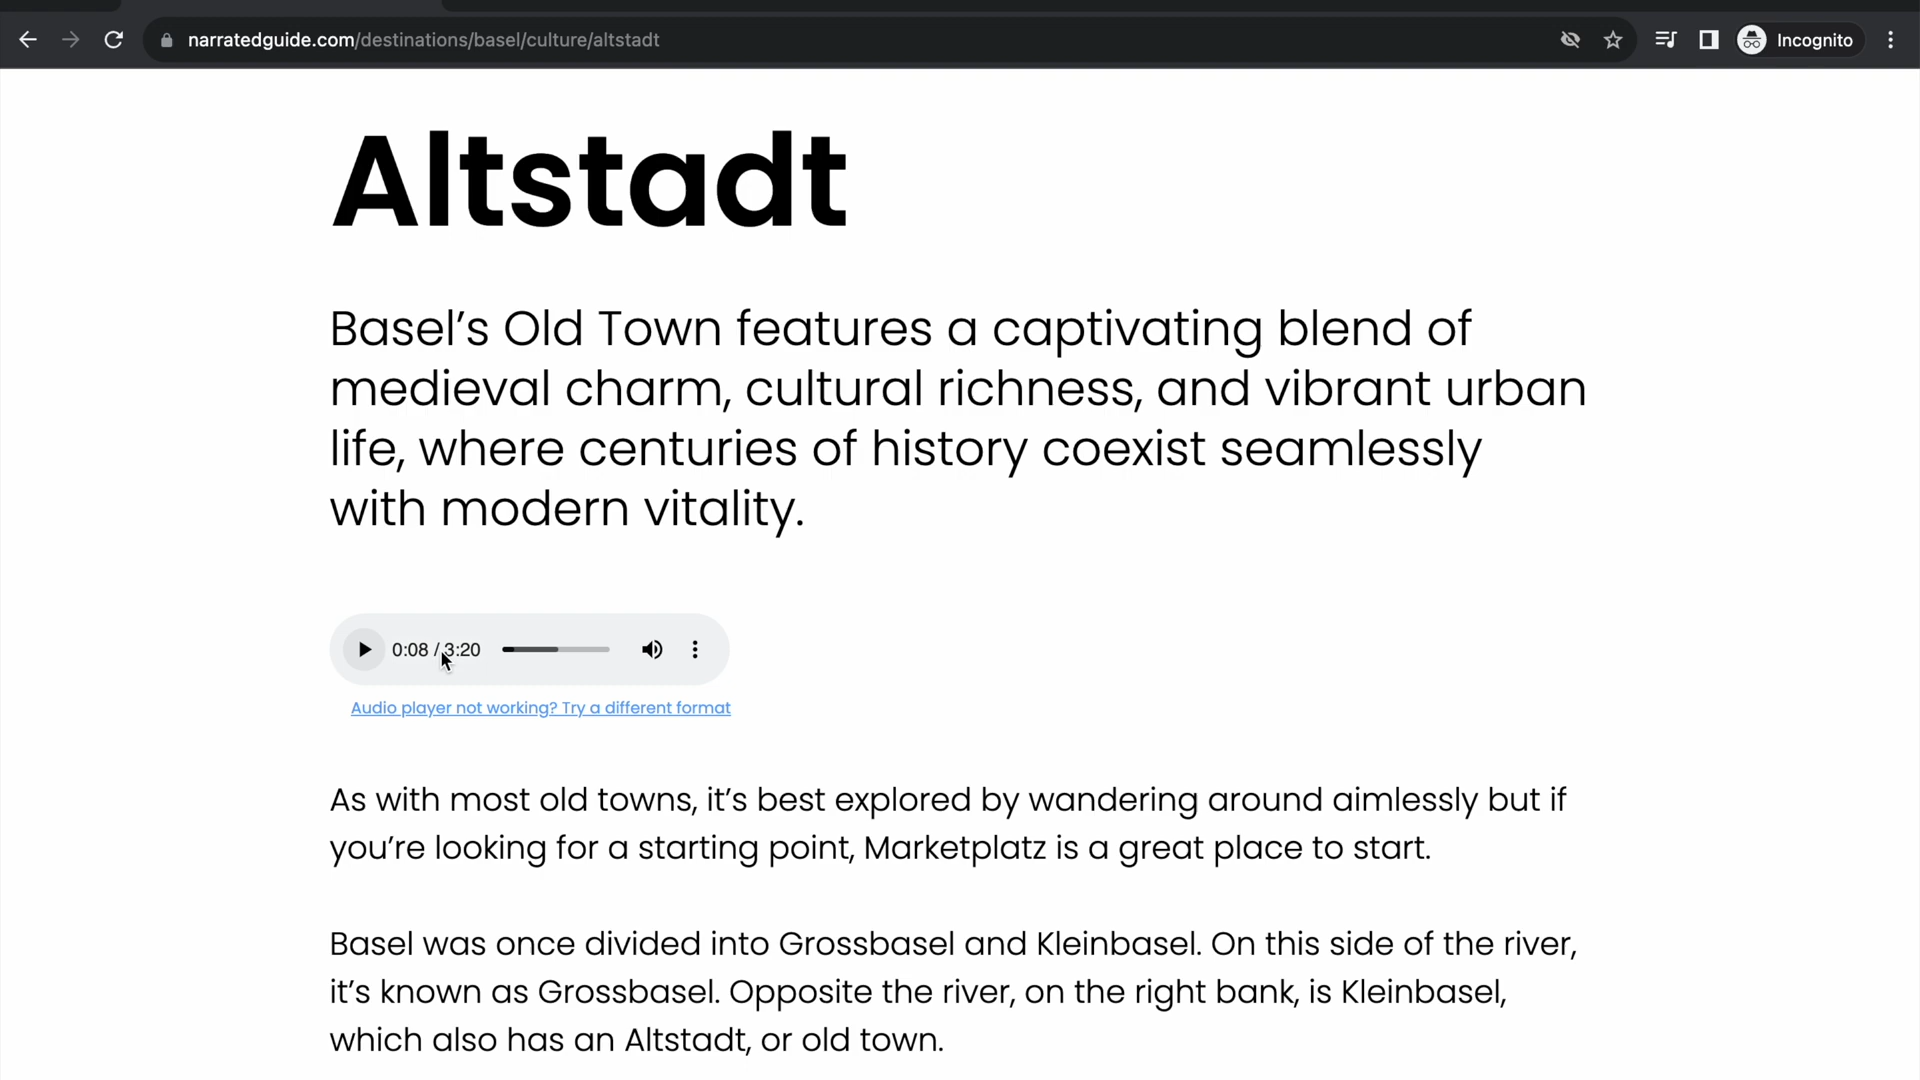 narratedguide.com/destinations/basel/culture/altstadt
Incognito
Altstadt
Basel’s Old Town features a captivating blend of
medieval charm, cultural richness, and vibrant urban
life, where centuries of history coexist seamlessly
with modern vitality.
0:08 / 3:20
Audio player not working? Try a different format
As with most old towns, it’s best explored by wandering around aimlessly but if
you’re looking for a starting point, Marketplatz is a great place to start.
Basel was once divided into Grossbasel and Kleinbasel. On this side of the river,
it’s known as Grossbasel. Opposite the river, on the right bank, is Kleinbasel,
which also has an Altstadt, or old town.